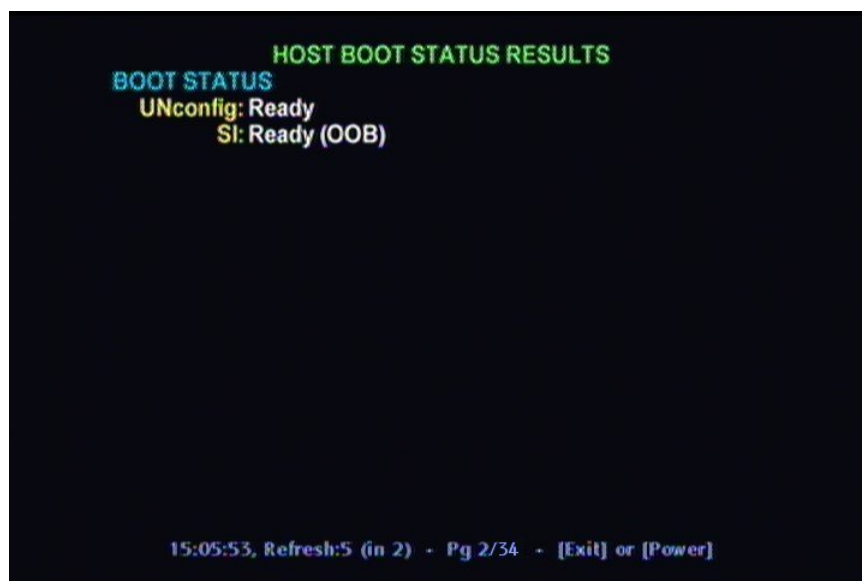 HOST BOOT STATUS RESULTS
BOOT STATUS
UNconfig: Ready
SI: Ready (OOB)
15:05:53, Refresh:5 (in 2) - Pg 2/34 - [Exit] or [Power]